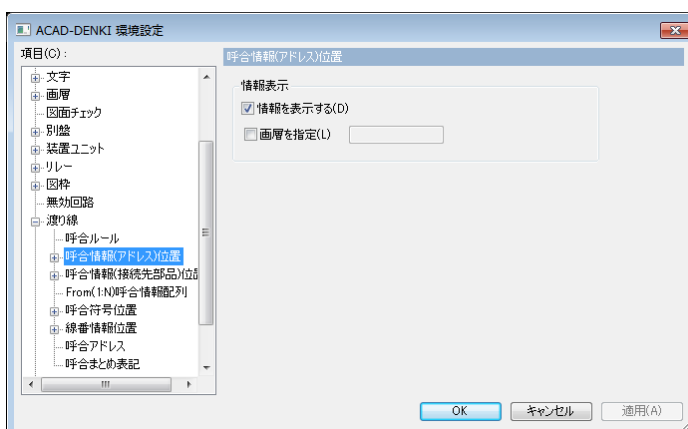 ACAD-DENKI 環境設定
項目(C):
文字
画層
図面チェック
別盤
装置ユニット
リレー
図枠
無効回路
渡り線
呼合ルール
呼合情報(アドレス)位置
呼合情報(接続先部品)位置
From(1:N)呼合情報配列
呼合符号位置
線番情報位置
呼合アドレス
呼合まとめ表記
呼合情報(アドレス)位置
情報表示
情報を表示する(D)
画層を指定(L)
OK
キャンセル
適用(A)